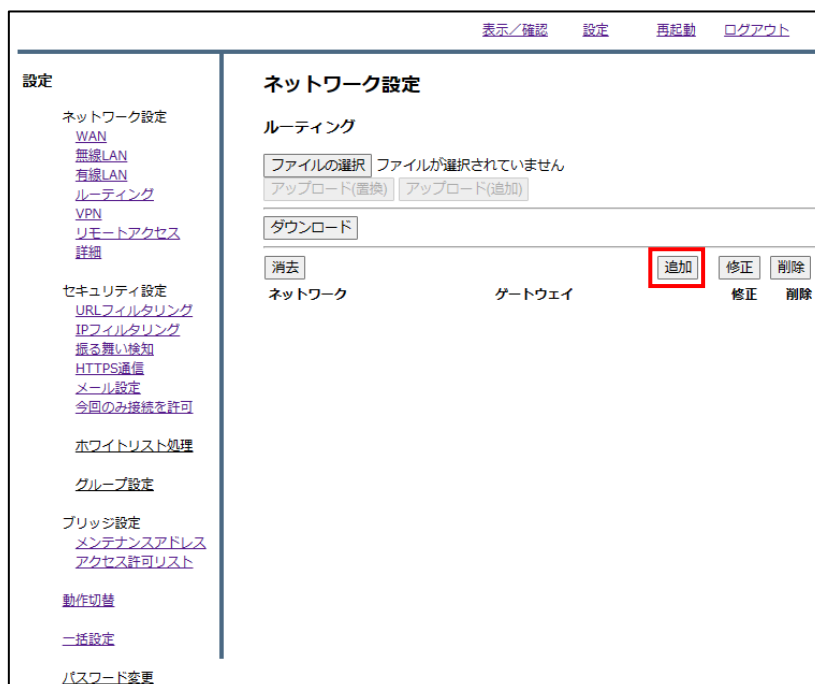 表示／確認 設定 再起動 ログアウト
設定
ネットワーク設定
WAN
無線LAN
有線LAN
ルーティング
VPN
リモートアクセス
詳細
セキュリティ設定
URLフィルタリング
IPフィルタリング
振る舞い検知
HTTPS通信
メール設定
今回のみ接続を許可
ホワイトリスト処理
グループ設定
ブリッジ設定
メンテナンスアドレス
アクセス許可リスト
動作切替
一括設定
パスワード変更
ネットワーク設定
ルーティング
ファイルの選択 ファイルが選択されていません
アップロード(置換) アップロード(追加)
ダウンロード
消去 追加 修正 削除
ネットワーク ゲートウェイ 修正 削除